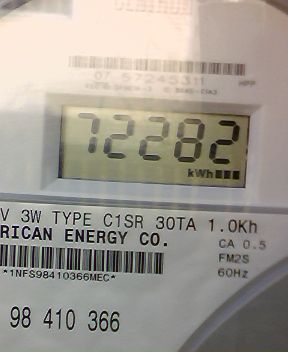 CENTRON
07 57245311
72282
kWh
V 3W TYPE C1SR 30TA 1.0Kh
RICAN ENERGY CO.
CA 0.5
FM2S
60Hz
*1NFS98410366MEC*
98 410 366